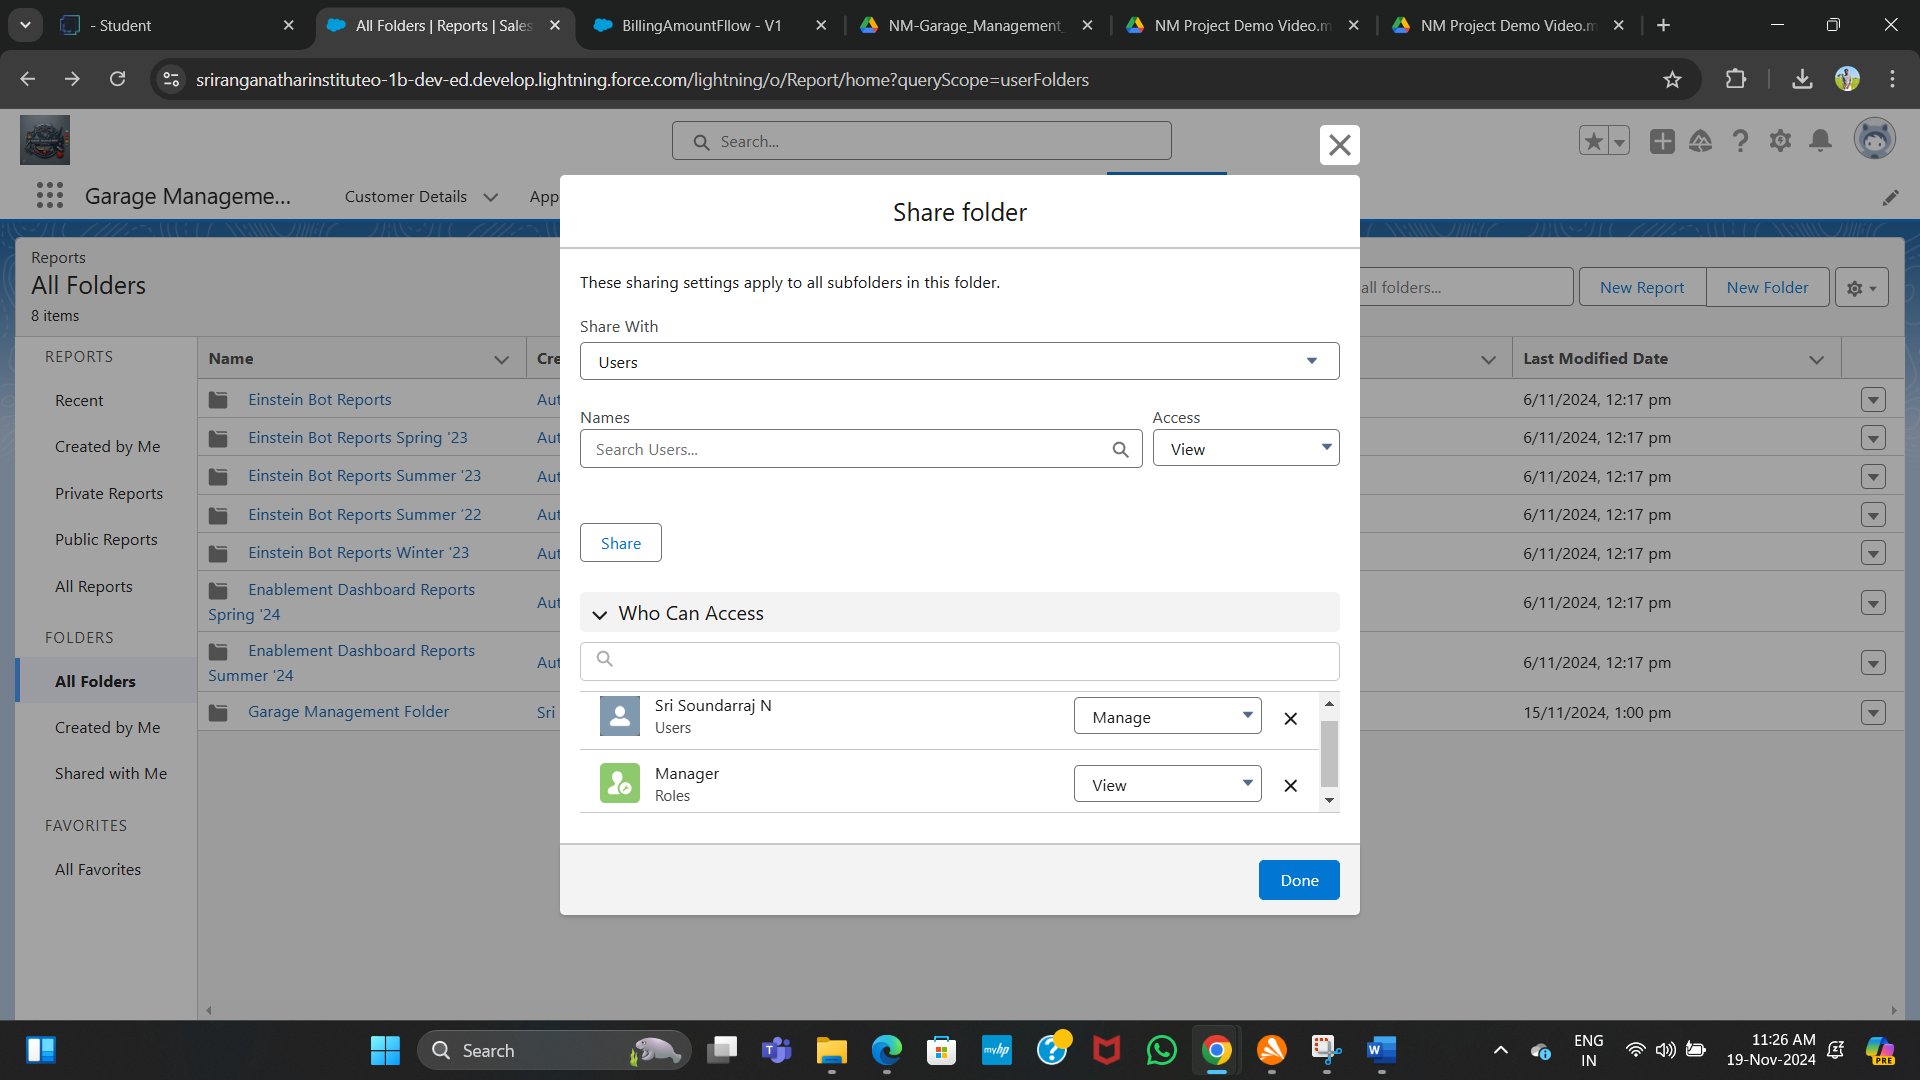 - Student
All Folders | Reports | Sales
BillingAmountFllow - V1
NM-Garage_Management_
NM Project Demo Video.m
NM Project Demo Video.m
sriranganatharinstituteo-1b-dev-ed.develop.lightning.force.com/lightning/o/Report/home?queryScope=userFolders
Search...
Garage Manageme...
Customer Details
App
Reports
All Folders
8 items
all folders...
New Report
New Folder
REPORTS
Recent
Created by Me
Private Reports
Public Reports
All Reports
FOLDERS
All Folders
Created by Me
Shared with Me
FAVORITES
All Favorites
Name
Cre
Last Modified Date
Einstein Bot Reports
Aut
6/11/2024, 12:17 pm
Einstein Bot Reports Spring '23
Aut
6/11/2024, 12:17 pm
Einstein Bot Reports Summer '23
Aut
6/11/2024, 12:17 pm
Einstein Bot Reports Summer '22
Aut
6/11/2024, 12:17 pm
Einstein Bot Reports Winter '23
Aut
6/11/2024, 12:17 pm
Enablement Dashboard Reports
Spring '24
Aut
6/11/2024, 12:17 pm
Enablement Dashboard Reports
Summer '24
Aut
6/11/2024, 12:17 pm
Garage Management Folder
Sri
15/11/2024, 1:00 pm
Share folder
These sharing settings apply to all subfolders in this folder.
Share With
Users
Names
Access
Search Users...
View
Share
Who Can Access
Sri Soundarraj N
Users
Manage
Manager
Roles
View
Done
Search
myhp
W
ENG
IN
11:26 AM
19-Nov-2024
PRE